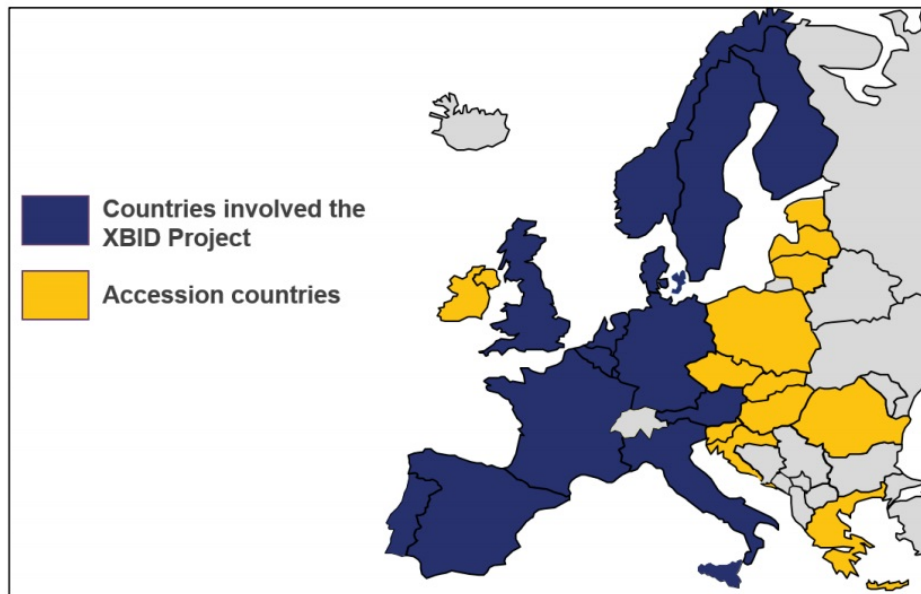 Countries involved the
XBID Project
Accession countries